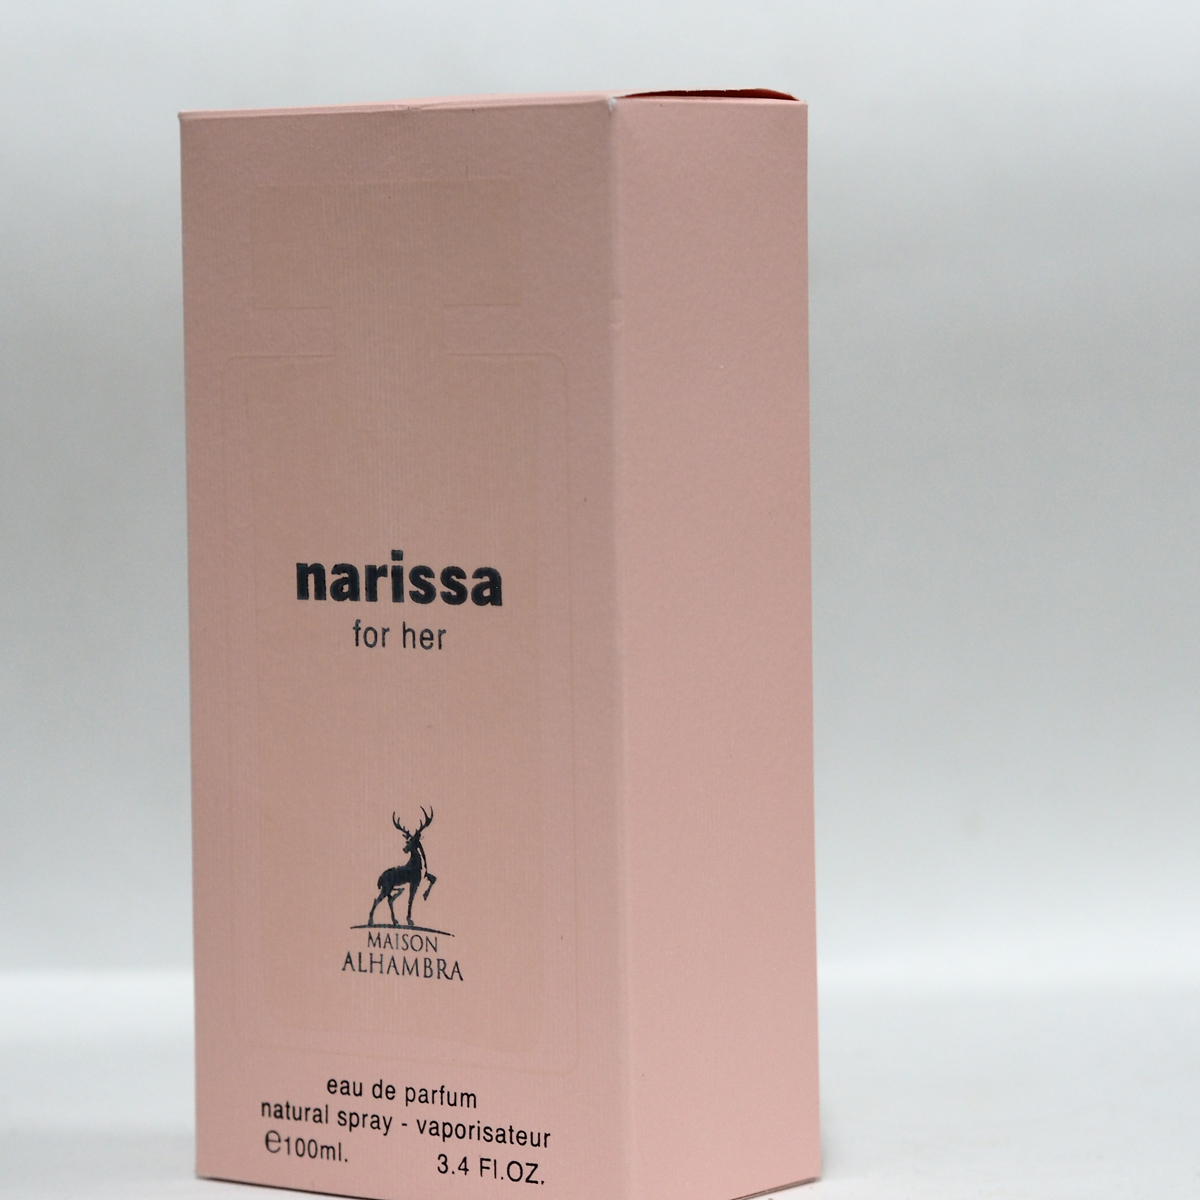 narissa
for her
MAISON
ALHAMBRA
eau de parfum
natural spray - vaporisateur
℮100ml. 3.4 Fl.OZ.